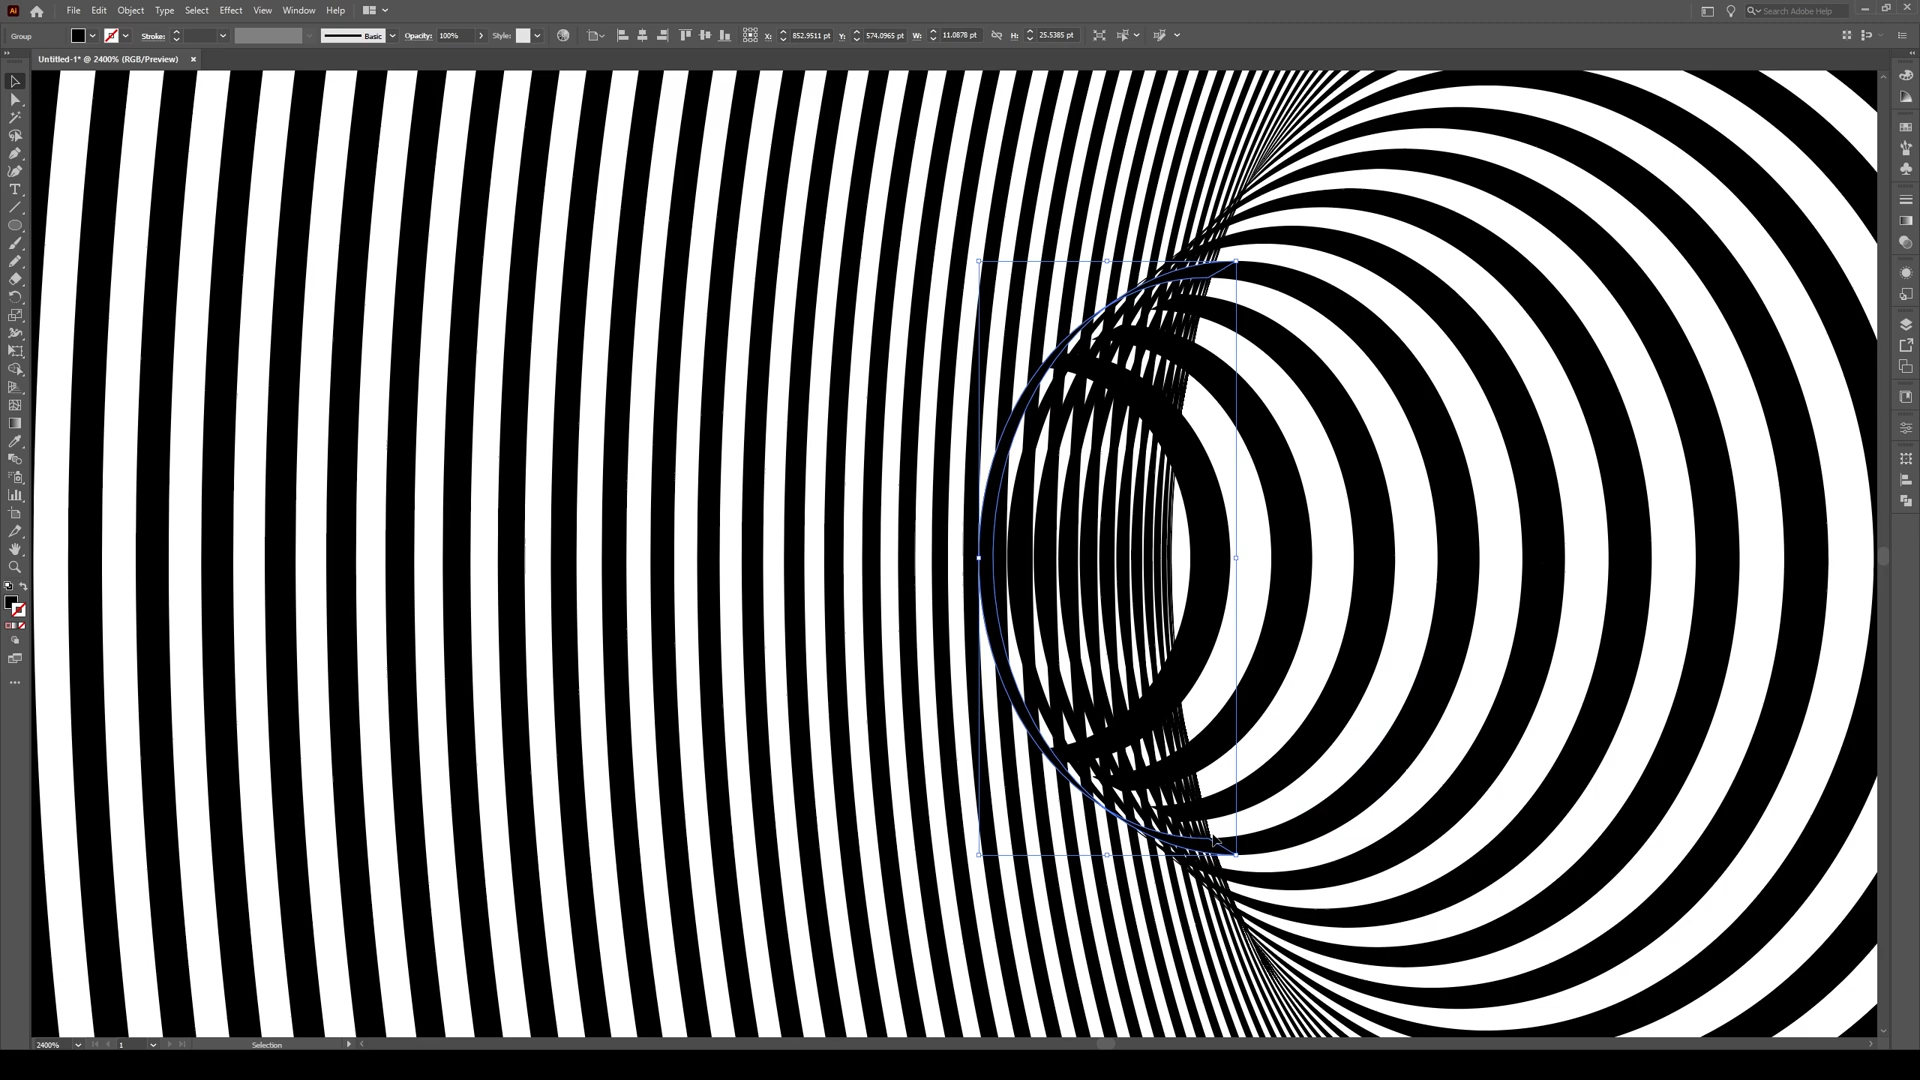 Ai File Edit Object Type Select Effect View Window Help Search Adobe Help
Group Stroke: Basic Opacity: 100% Style: X: 852.9511 pt Y: 574.0965 pt W: 11.0878 pt H: 25.5385 pt
Untitled-1* @ 2400% (RGB/Preview) ×
T
2400% 1 Selection